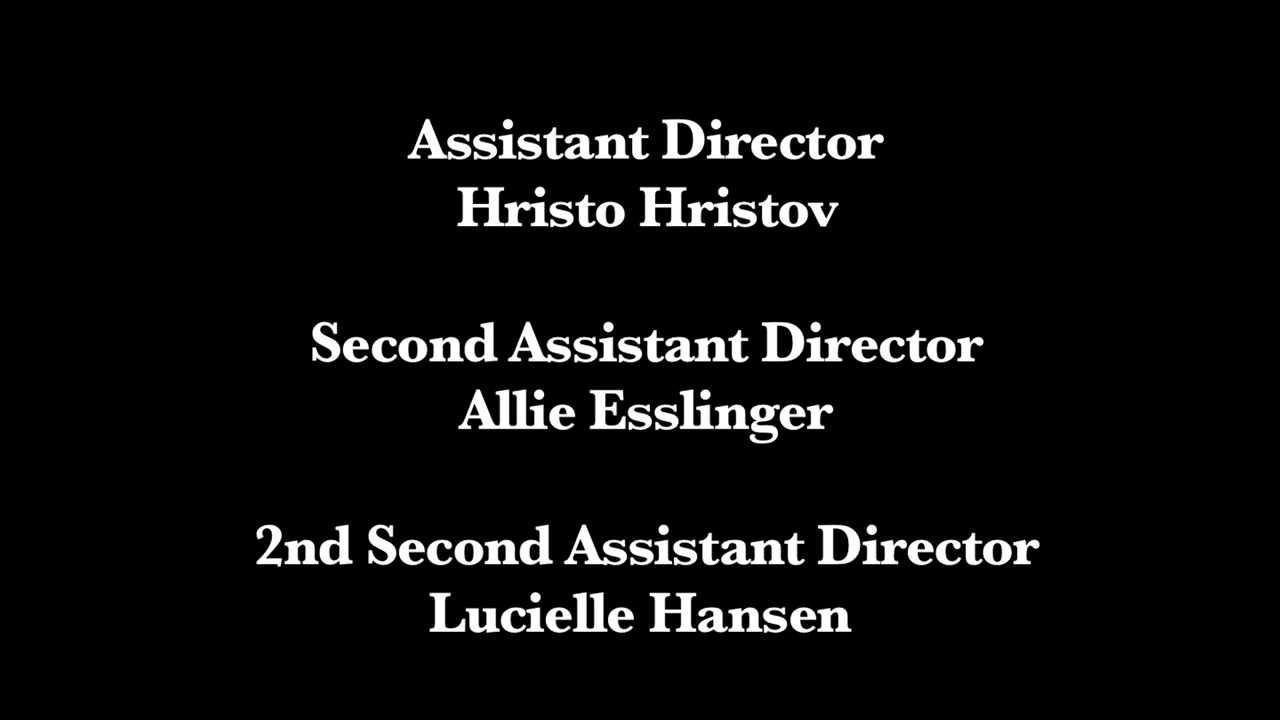 Assistant Director
Hristo Hristov
Second Assistant Director
Allie Esslinger
2nd Second Assistant Director
Lucielle Hansen